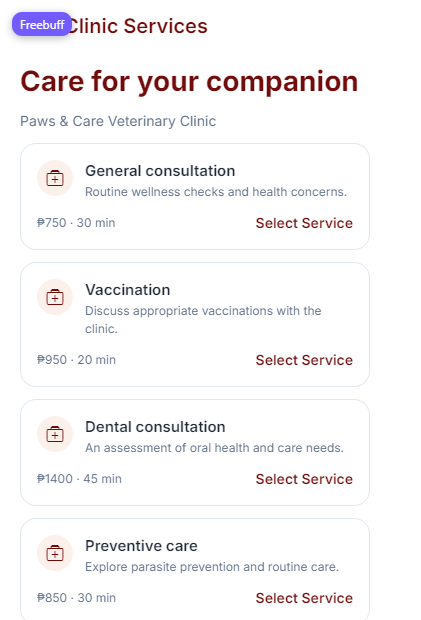 Freebuff
Clinic Services
Care for your companion
Paws & Care Veterinary Clinic
General consultation
Routine wellness checks and health concerns.
₱750 · 30 min
Select Service
Vaccination
Discuss appropriate vaccinations with the
clinic.
₱950 · 20 min
Select Service
Dental consultation
An assessment of oral health and care needs.
₱1400 · 45 min
Select Service
Preventive care
Explore parasite prevention and routine care.
₱850 · 30 min
Select Service